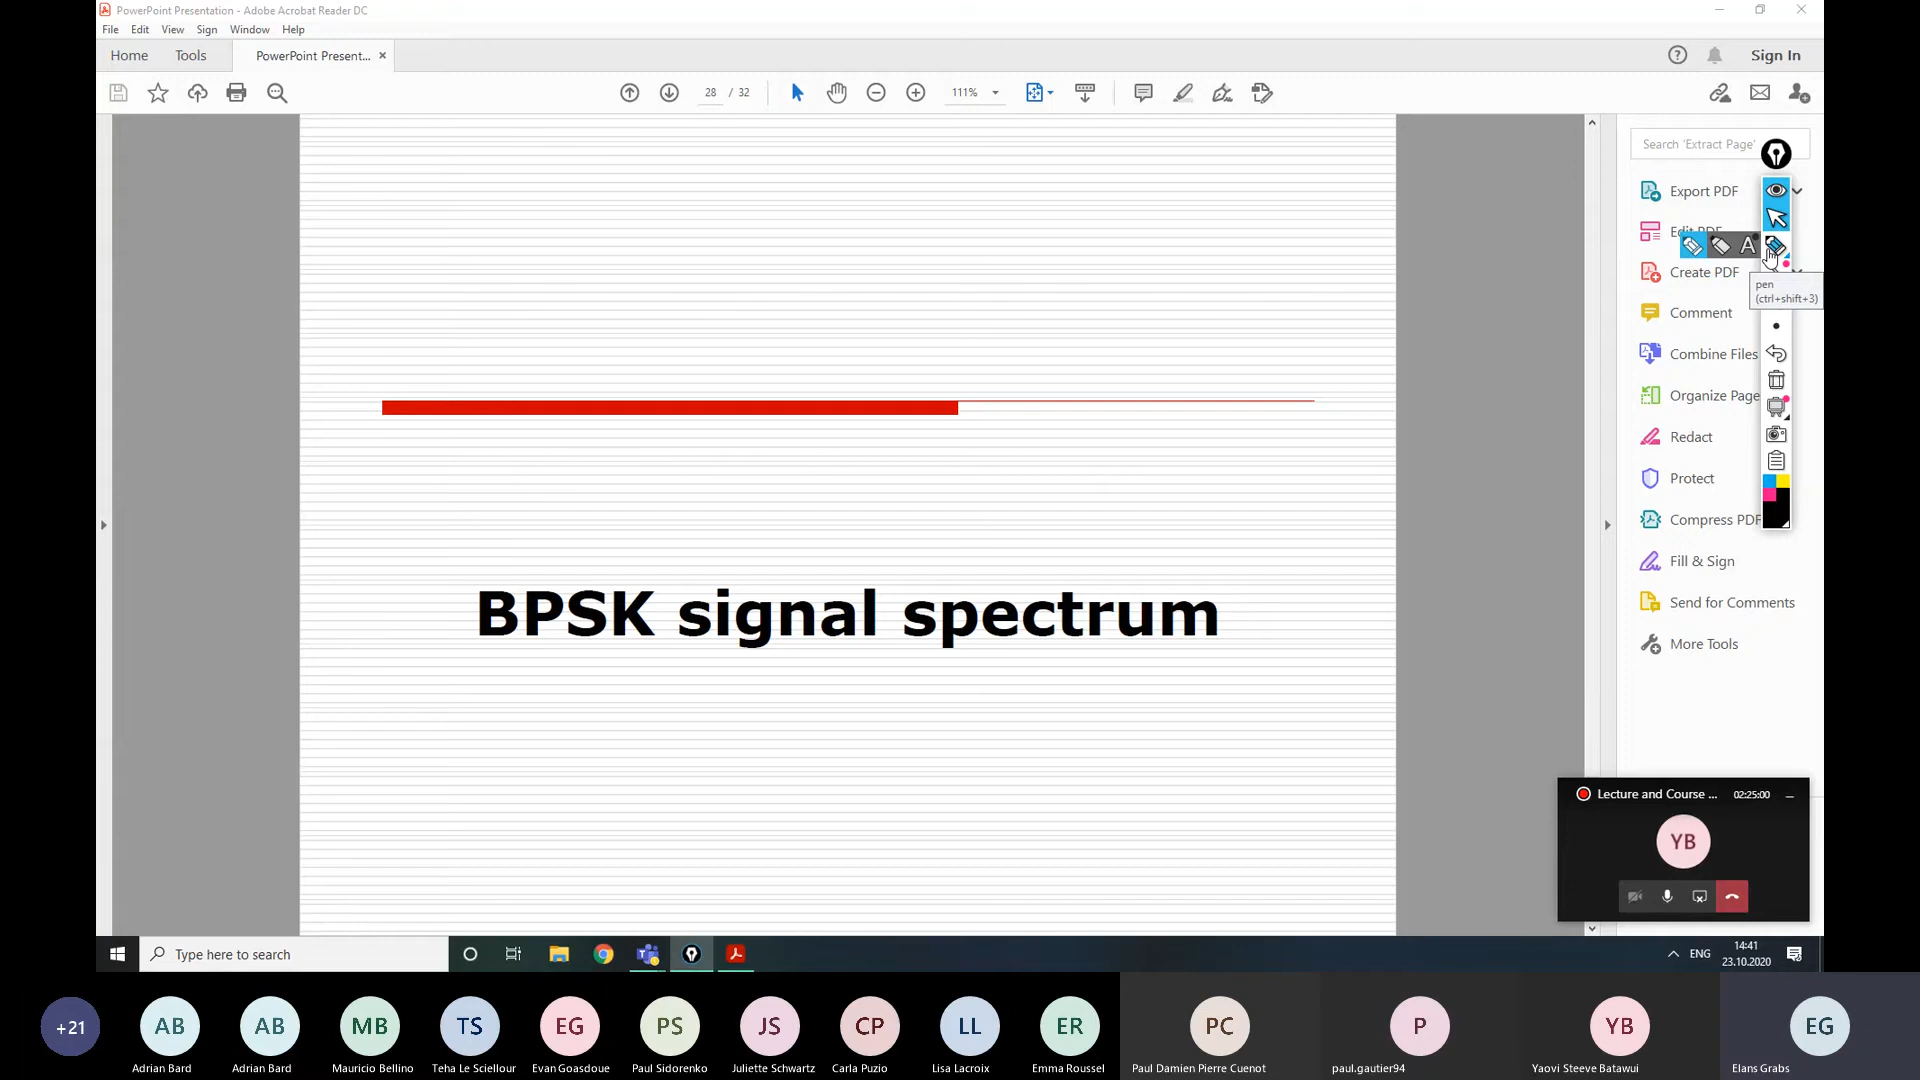 PowerPoint Presentation - Adobe Acrobat Reader DC
File Edit View Sign Window Help
Home Tools PowerPoint Present... × Sign In
28 / 32 111%
Search 'Extract Page'
Export PDF
Edit PDF
A
Create PDF
pen
(ctrl+shift+3)
Comment
Combine Files
Organize Page
Redact
Protect
Compress PDF
Fill & Sign
Send for Comments
More Tools
BPSK signal spectrum
Lecture and Course ... 02:25:00
YB
Type here to search
ENG
14:41
23.10.2020
+21 AB AB MB TS EG PS JS CP LL ER PC P YB EG
Adrian Bard Adrian Bard Mauricio Bellino Teha Le Sciellour Evan Goasdoue Paul Sidorenko Juliette Schwartz Carla Puzio Lisa Lacroix Emma Roussel Paul Damien Pierre Cuenot paul.gautier94 Yaovi Steeve Batawui Elans Grabs